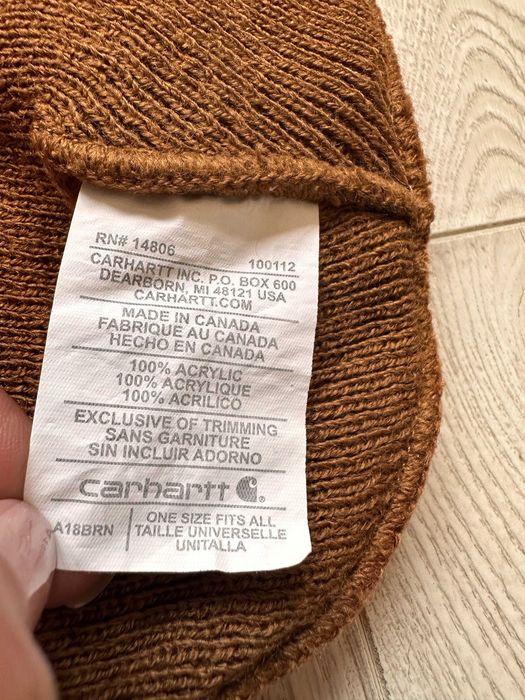 RN# 14806 100112
CARHARTT INC. P.O. BOX 600
DEARBORN, MI 48121 USA
CARHARTT.COM
MADE IN CANADA
FABRIQUE AU CANADA
HECHO EN CANADA
100% ACRYLIC
100% ACRYLIQUE
100% ACRILICO
EXCLUSIVE OF TRIMMING
SANS GARNITURE
SIN INCLUIR ADORNO
carhartt
A18BRN
ONE SIZE FITS ALL
TAILLE UNIVERSELLE
UNITALLA